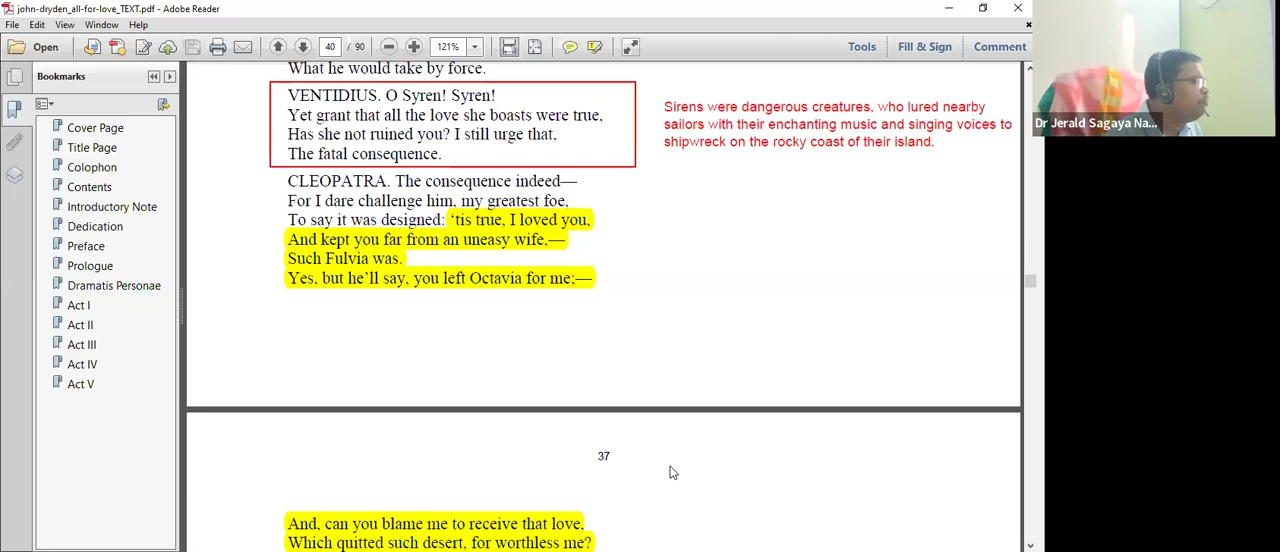 john-dryden_all-for-love_TEXT.pdf - Adobe Reader
File Edit View Window Help
Open 40 / 90 121% Tools Fill & Sign Comment
Bookmarks
Cover Page
Title Page
Colophon
Contents
Introductory Note
Dedication
Preface
Prologue
Dramatis Personae
Act I
Act II
Act III
Act IV
Act V
What he would take by force.
VENTIDIUS. O Syren! Syren!
Yet grant that all the love she boasts were true,
Has she not ruined you? I still urge that,
The fatal consequence.
CLEOPATRA. The consequence indeed—
For I dare challenge him, my greatest foe,
To say it was designed: ‘tis true, I loved you,
And kept you far from an uneasy wife,—
Such Fulvia was.
Yes, but he’ll say, you left Octavia for me;—
37
And, can you blame me to receive that love,
Which quitted such desert, for worthless me?
Sirens were dangerous creatures, who lured nearby
sailors with their enchanting music and singing voices to
shipwreck on the rocky coast of their island.
Dr Jerald Sagaya Na...